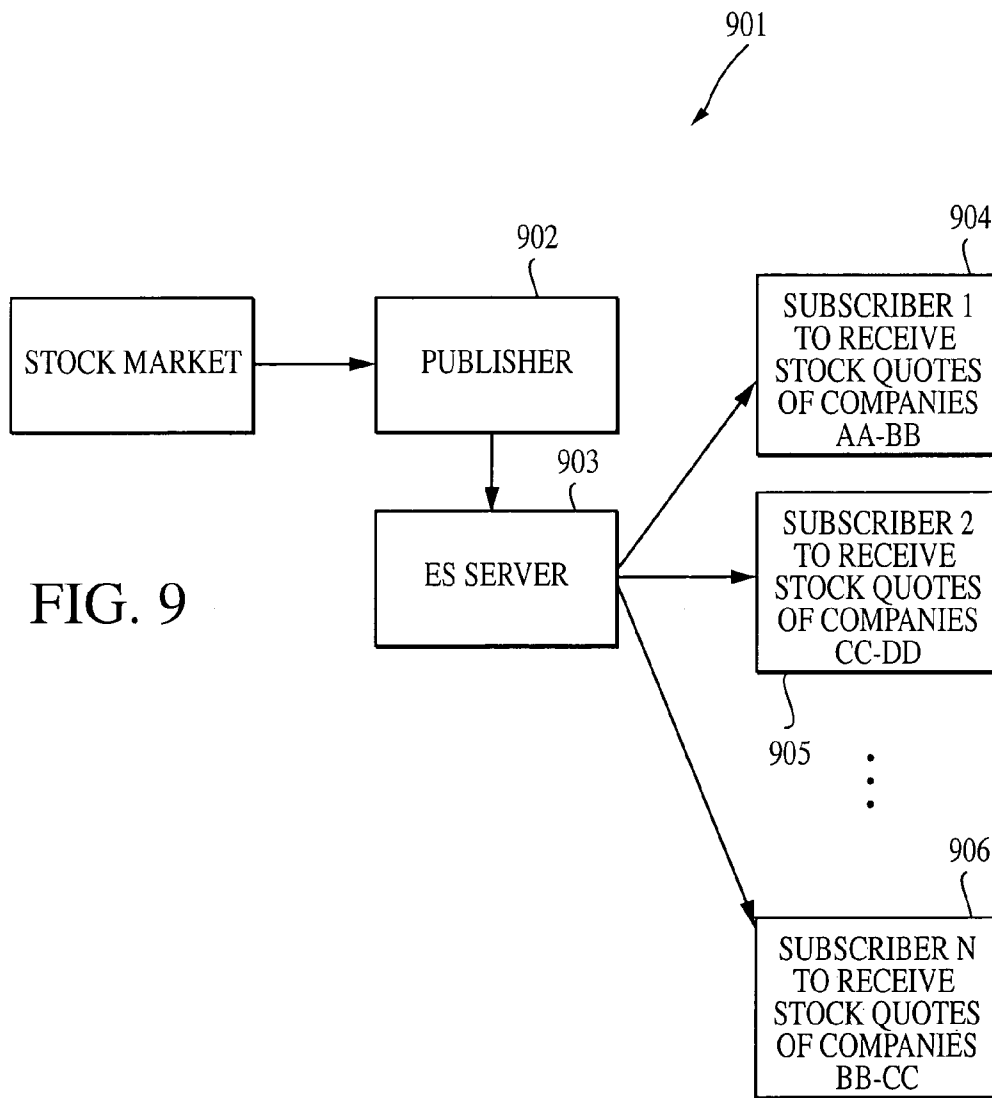 901
902
904
STOCK MARKET
PUBLISHER
SUBSCRIBER 1
TO RECEIVE
STOCK QUOTES
OF COMPANIES
AA-BB
903
ES SERVER
SUBSCRIBER 2
TO RECEIVE
STOCK QUOTES
OF COMPANIES
CC-DD
FIG. 9
905
906
SUBSCRIBER N
TO RECEIVE
STOCK QUOTES
OF COMPANIES
BB-CC